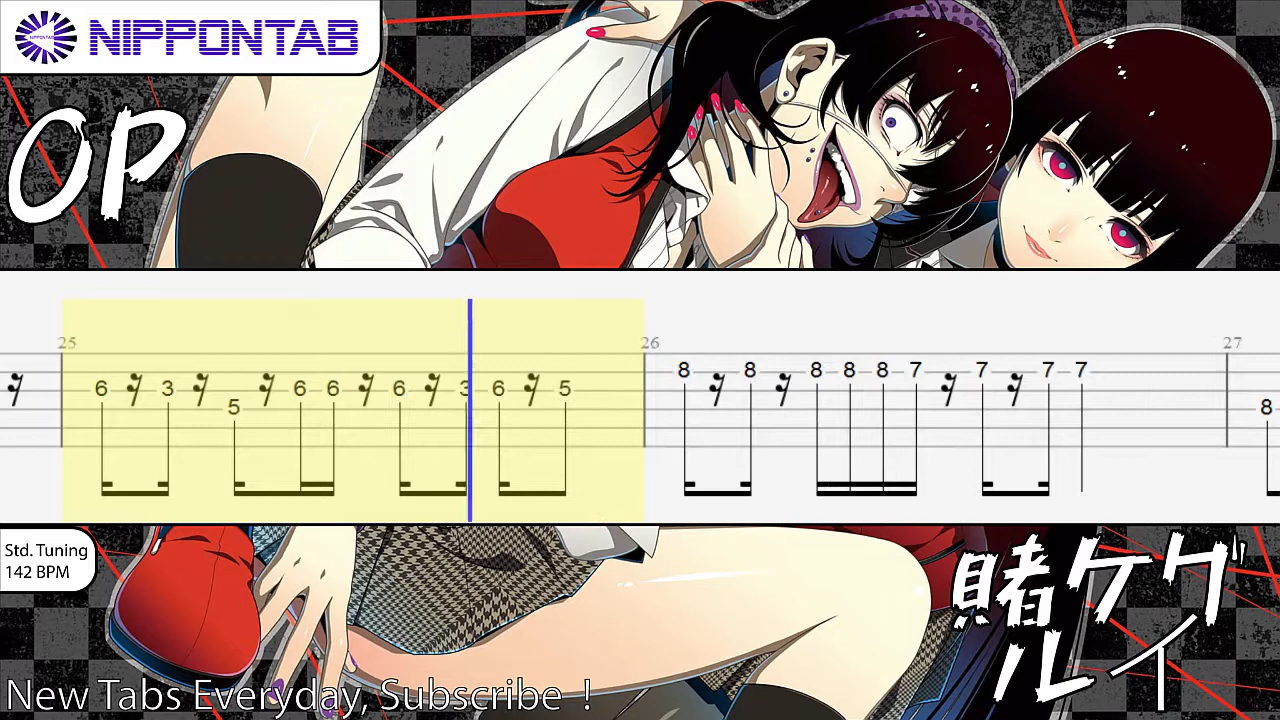 NIPPONTAB
NIPPONTAB
OP
25
26
27
6 3 5 6 6 6 3 6 5
8 8 8 8 8 7 7 7 7
8
Std. Tuning
142 BPM
賭ケグ
ルイ
New Tabs Everyday, Subscribe !